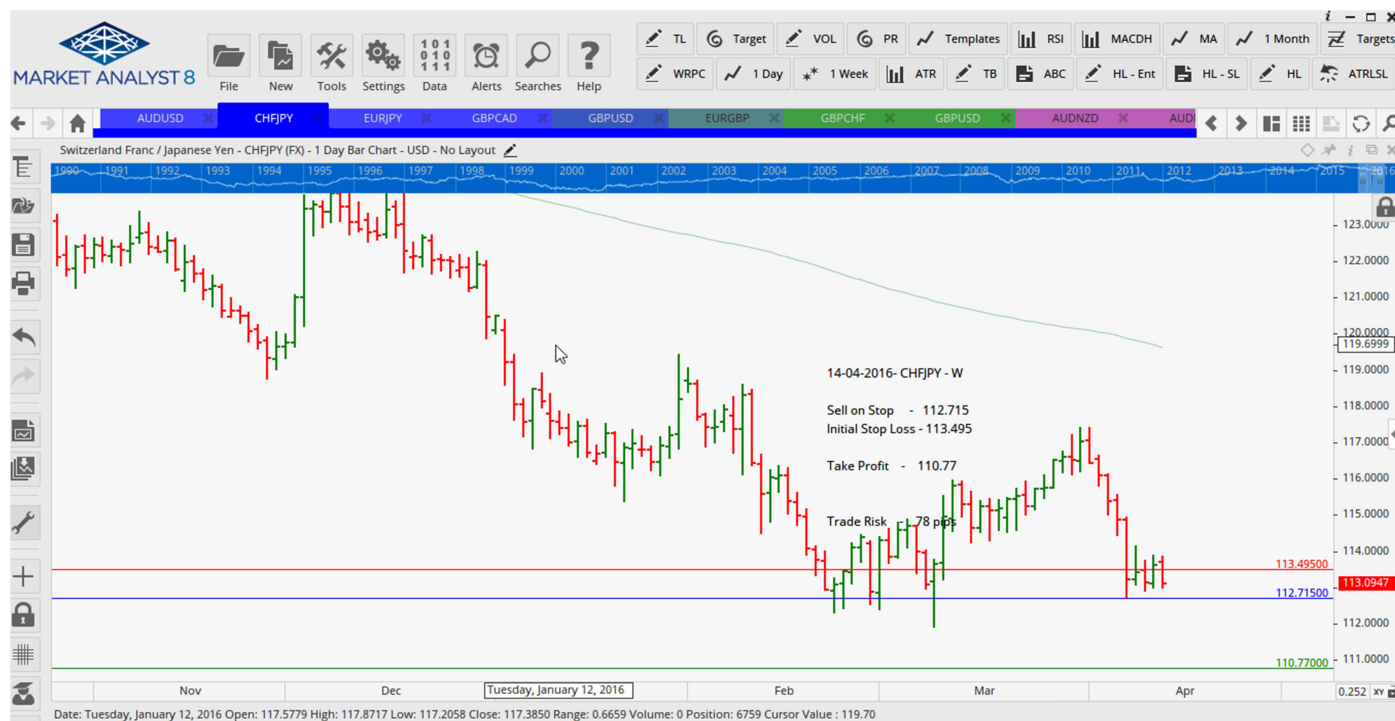 i
TL Target VOL PR Templates RSI MACDH MA 1 Month Targets
WRPC 1 Day 1 Week ATR TB ABC HL - Ent HL - SL HL ATRLSL
MARKET ANALYST 8
101
010
111
File New Tools Settings Data Alerts Searches Help
AUDUSD CHFJPY EURJPY GBPCAD GBPUSD EURGBP GBPCHF GBPUSD AUDNZD
Switzerland Franc / Japanese Yen - CHFJPY (FX) - 1 Day Bar Chart - USD - No Layout
1990 1991 1992 1993 1994 1995 1996 1997 1998 1999 2000 2001 2002 2003 2004 2005 2006 2007 2008 2009 2010 2011 2012 2013 2014 2015 2016
123.0000
122.0000
121.0000
120.0000
119.6999
119.0000
118.0000
117.0000
116.0000
115.0000
114.0000
113.0947
112.0000
111.0000
14-04-2016- CHFJPY - W
Sell on Stop - 112.715
Initial Stop Loss - 113.495
Take Profit - 110.77
Trade Risk - 78 pips
113.49500
112.71500
110.77000
Nov Dec Tuesday, January 12, 2016 Feb Mar Apr 0.252 XY
Date: Tuesday, January 12, 2016 Open: 117.5779 High: 117.8717 Low: 117.2058 Close: 117.3850 Range: 0.6659 Volume: 0 Position: 6759 Cursor Value : 119.70